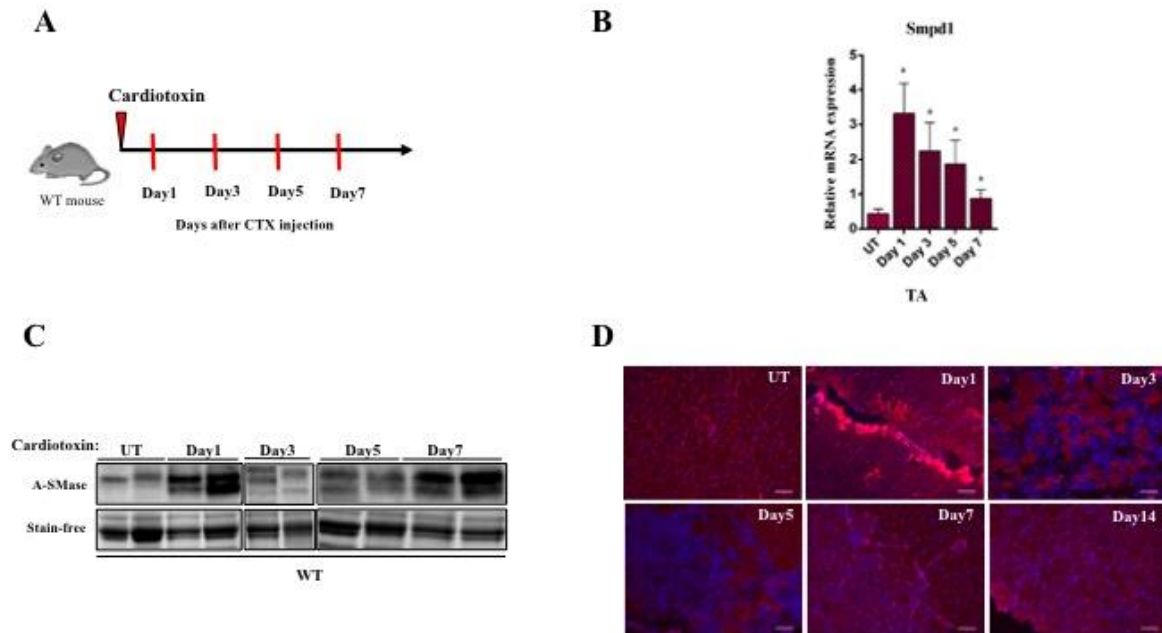 A
Cardiotoxin
WT mouse
Day1
Day3
Day5
Day7
Days after CTX injection
B
Smpd1
Relative mRNA expression
5
4
3
2
1
0
* * * *
UT
Day 1
Day 3
Day 5
Day 7
TA
C
Cardiotoxin: UT Day1 Day3 Day5 Day7
A-SMase
Stain-free
WT
D
UT Day1 Day3
Day5 Day7 Day14